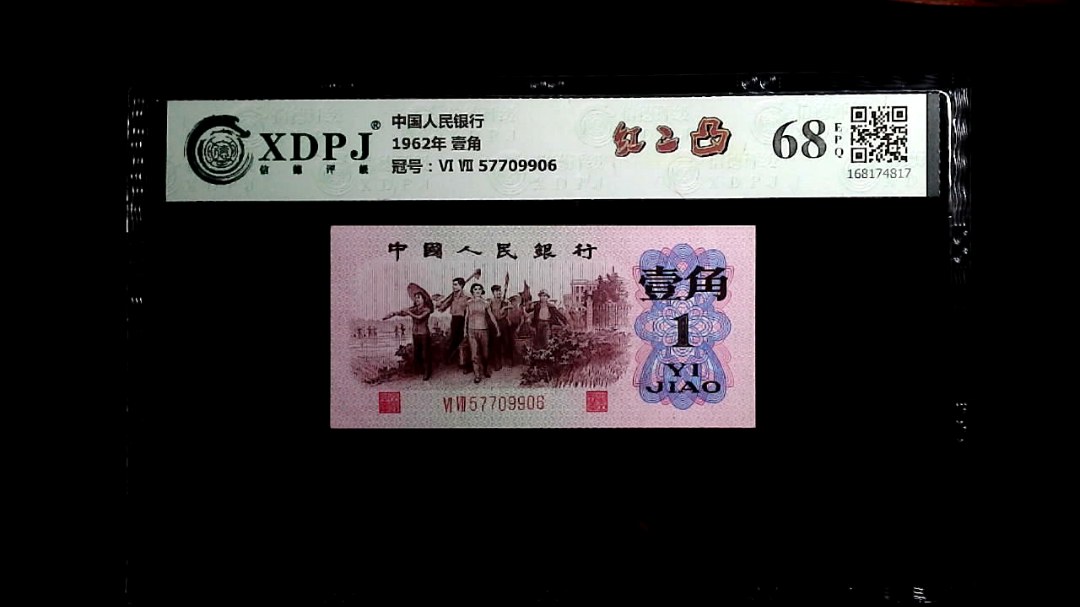 XDPJ®
信德评级
中国人民银行
1962年 壹角
冠号：VI VII 57709906
红二凸
68
EPQ
168174817
中國人民銀行
壹角
1
YI
JIAO
VI VII 57709906